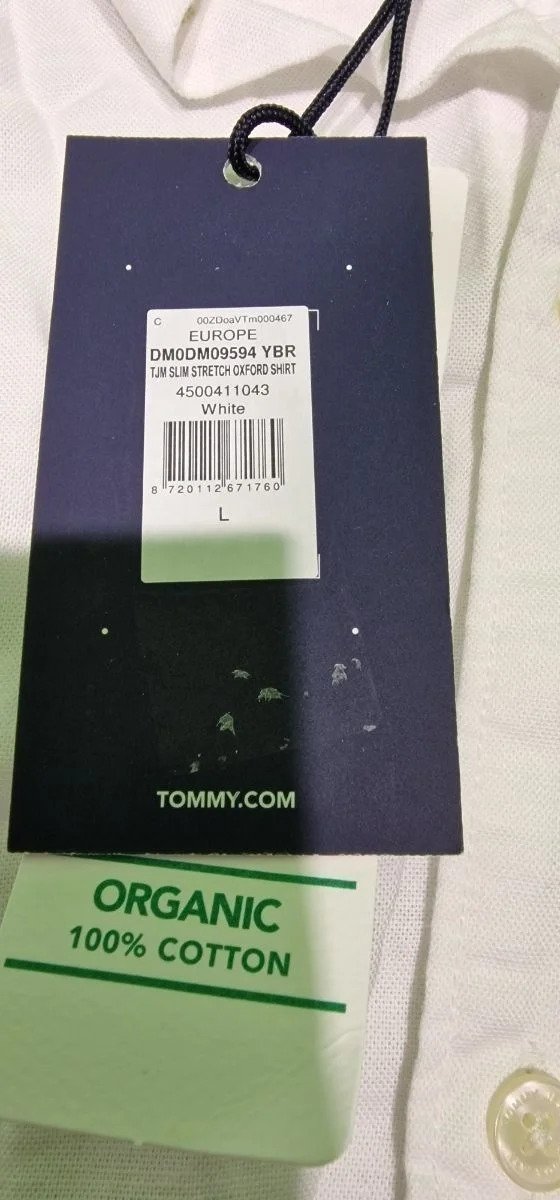 C 00ZDoaVTm000467
EUROPE
DM0DM09594 YBR
TJM SLIM STRETCH OXFORD SHIRT
4500411043
White
8 720112 671760
L
TOMMY.COM
ORGANIC
100% COTTON